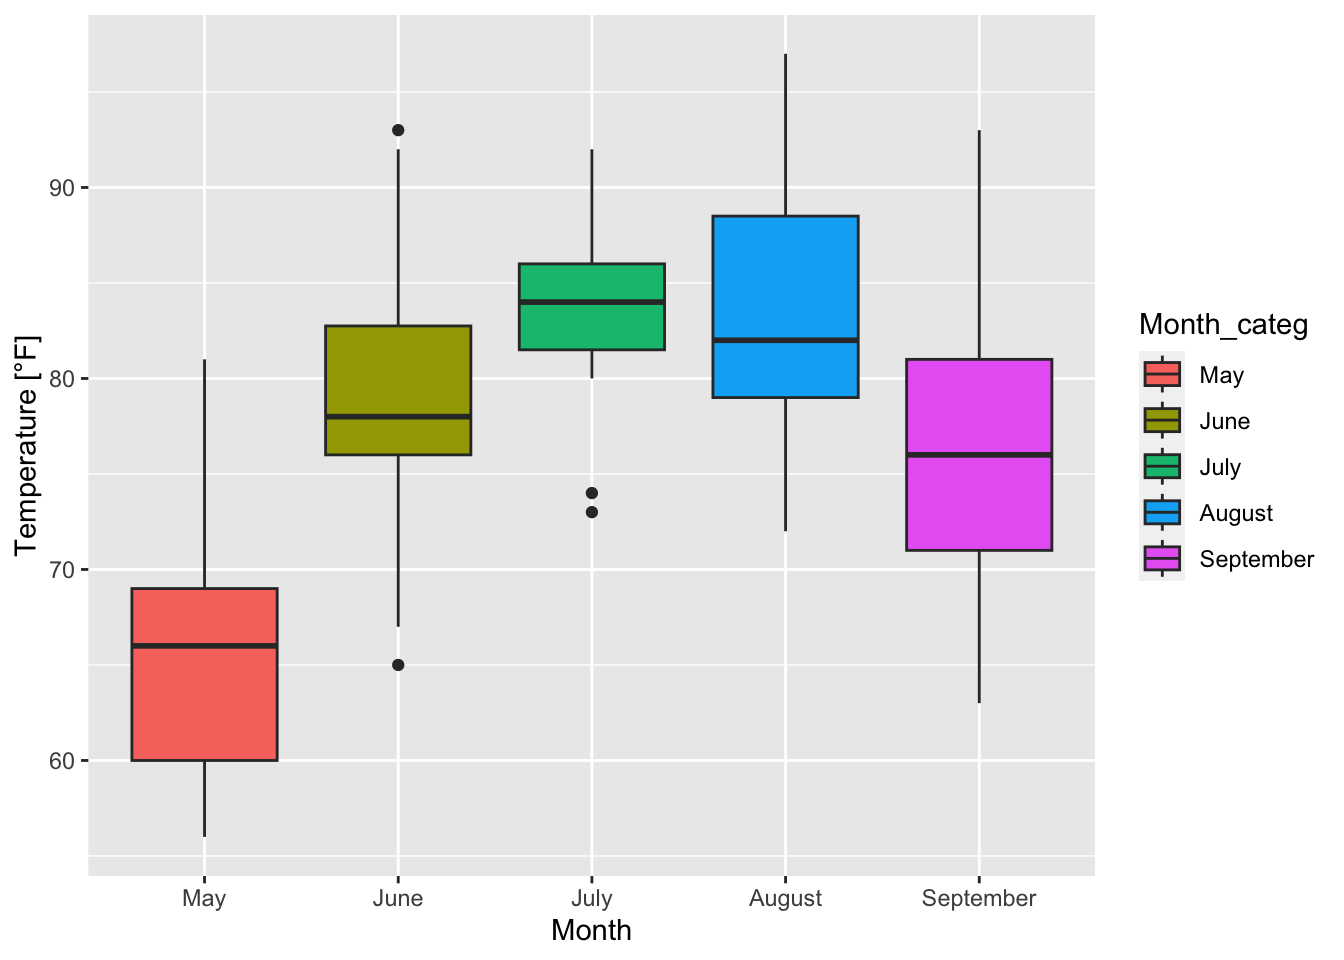 Temperature [°F]
90
80
70
60
May
June
July
August
September
Month
Month_categ
May
June
July
August
September